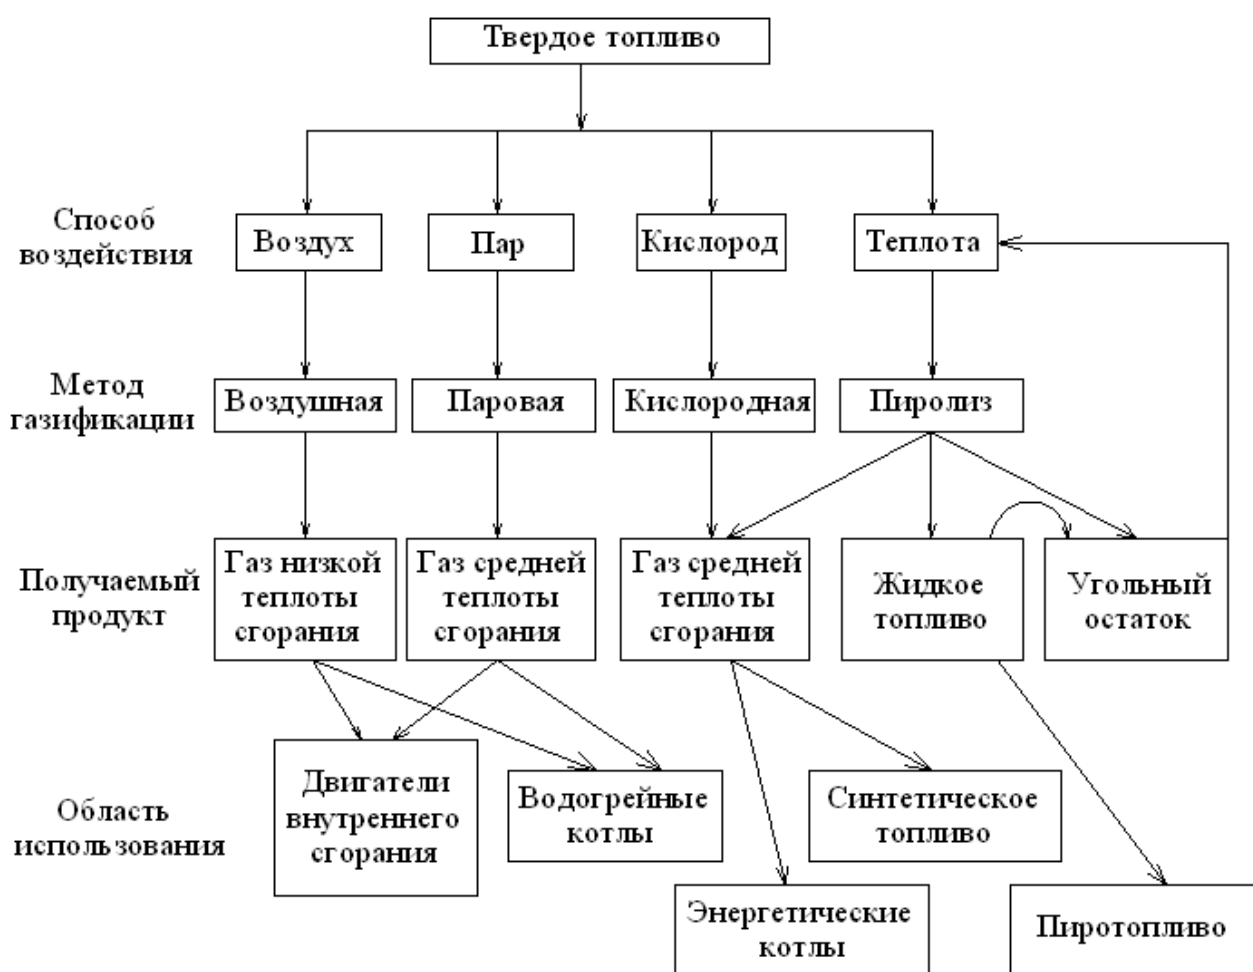 Твердое топливо
Способ
воздействия
Воздух
Пар
Кислород
Теплота
Метод
газификации
Воздушная
Паровая
Кислородная
Пиролиз
Получаемый
продукт
Газ низкой
теплоты
сгорания
Газ средней
теплоты
сгорания
Газ средней
теплоты
сгорания
Жидкое
топливо
Угольный
остаток
Область
использования
Двигатели
внутреннего
сгорания
Водогрейные
котлы
Синтетическое
топливо
Энергетические
котлы
Пиротопливо